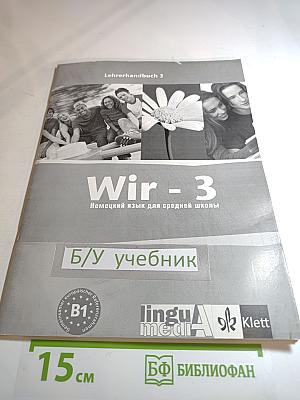 Lehrerhandbuch 3
Wir - 3
Немецкий язык для средней школы
Б/У учебник
B1
linguA
mediA
Klett
15 см
БФ
БИБЛИОФАН